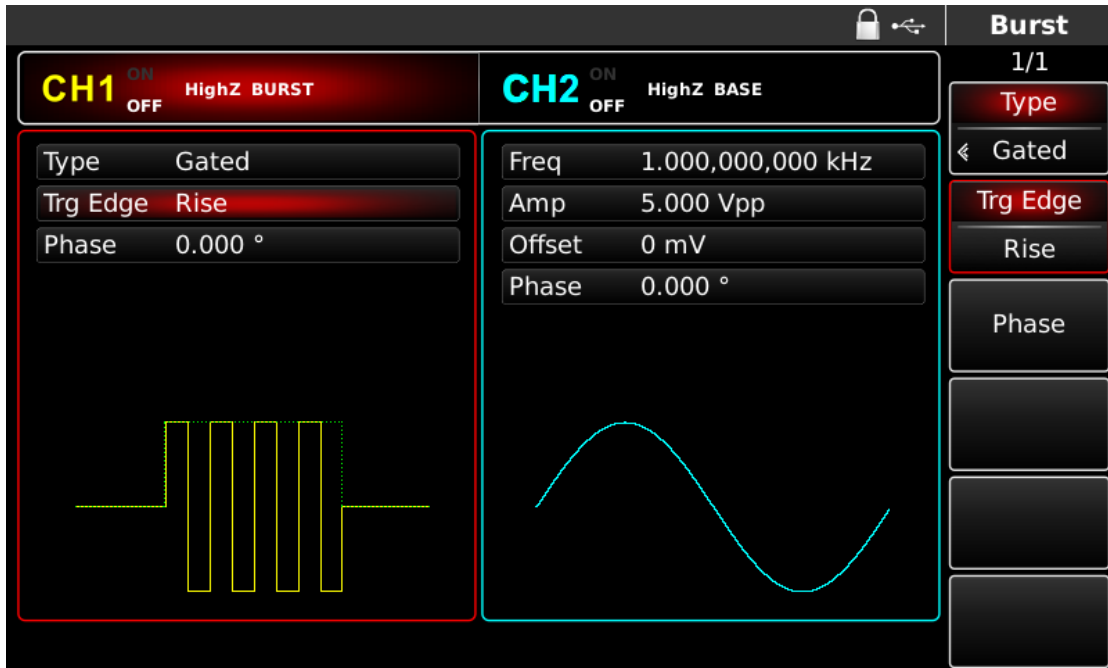 Burst
1/1
CH1 ON OFF HighZ BURST
CH2 ON OFF HighZ BASE
Type Gated
Trg Edge Rise
Phase 0.000 °
Freq 1.000,000,000 kHz
Amp 5.000 Vpp
Offset 0 mV
Phase 0.000 °
Type
Gated
Trg Edge
Rise
Phase